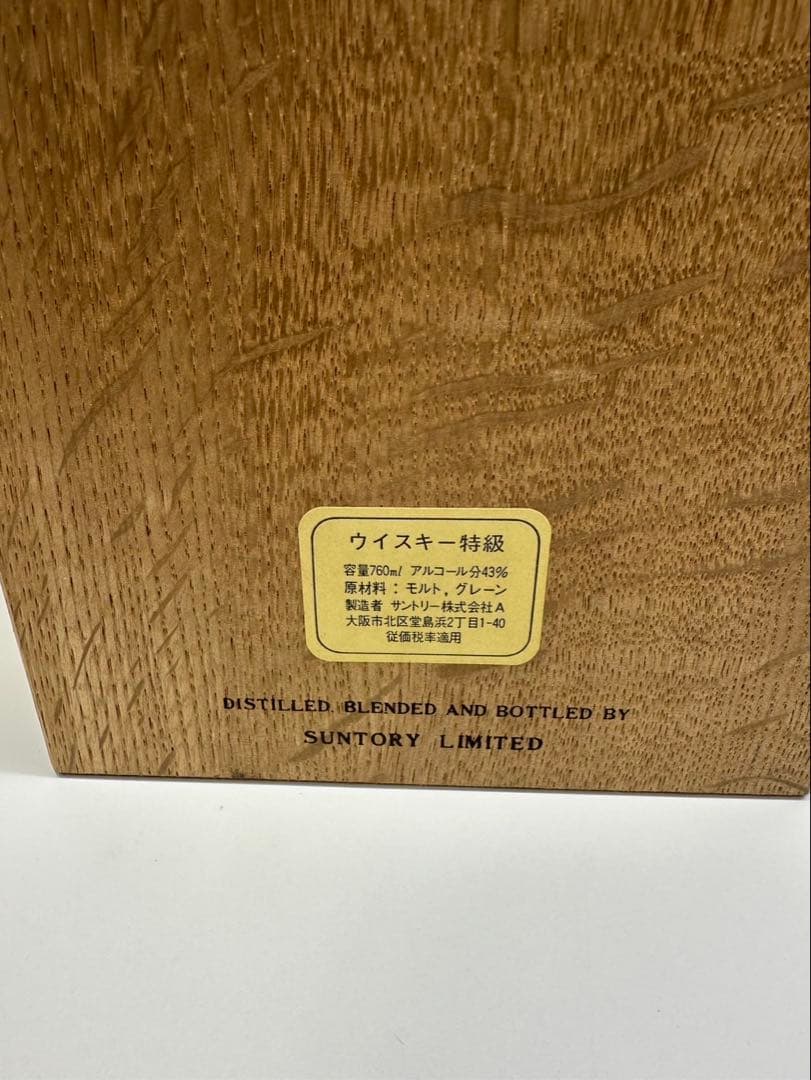 ウイスキー特級
容量760ml アルコール分43%
原材料：モルト，グレーン
製造者 サントリー株式会社A
大阪市北区堂島浜2丁目1-40
従価税率適用
DISTILLED, BLENDED AND BOTTLED BY
SUNTORY LIMITED